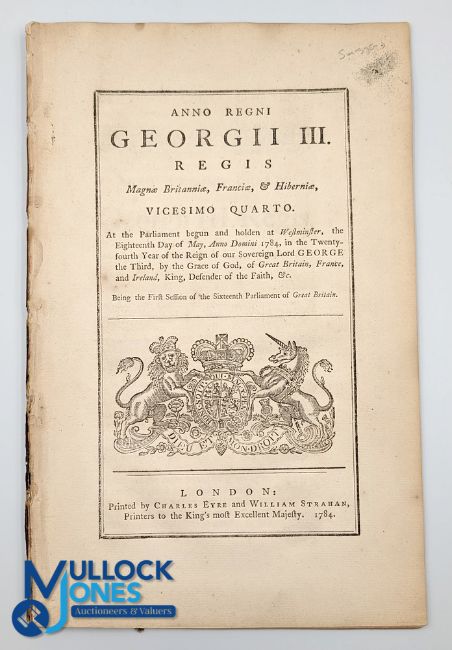 ANNO REGNI
GEORGII III.
REGIS
Magnæ Britanniæ, Franciæ, & Hiberniæ,
VICESIMO QUARTO.
At the Parliament begun and holden at Weſtminſter, the
Eighteenth Day of May, Anno Domini 1784, in the Twenty-
fourth Year of the Reign of our Sovereign Lord GEORGE
the Third, by the Grace of God, of Great Britain, France,
and Ireland, King, Defender of the Faith, &c.
Being the Firſt Seſſion of the Sixteenth Parliament of Great Britain.
DIEU ET MON DROIT
LONDON:
Printed by CHARLES EYRE and WILLIAM STRAHAN,
Printers to the King's moſt Excellent Majeſty. 1784.
MULLOCK
JONES
Auctioneers & Valuers